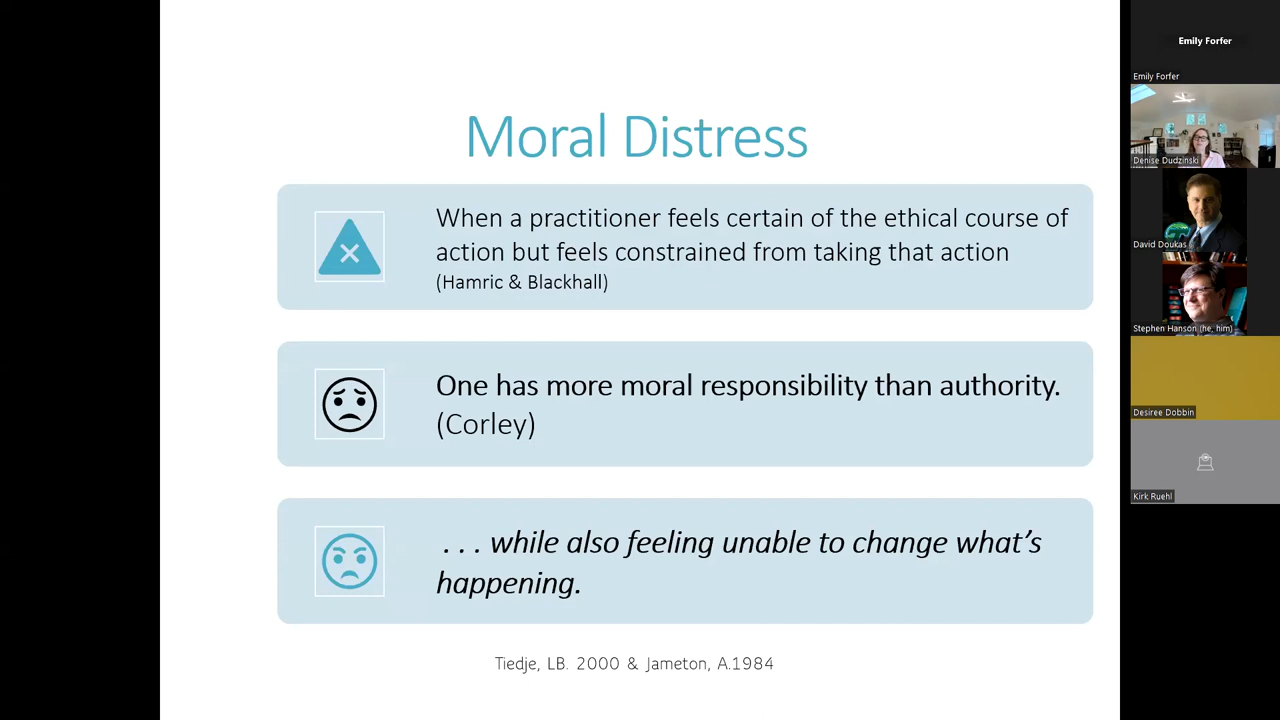 Moral Distress
When a practitioner feels certain of the ethical course of
action but feels constrained from taking that action
(Hamric & Blackhall)
One has more moral responsibility than authority.
(Corley)
. . . while also feeling unable to change what’s
happening.
Tiedje, LB. 2000 & Jameton, A.1984
Emily Forfer
Emily Forfer
Denise Dudzinski
David Doukas
Stephen Hanson (he, him)
Desiree Dobbin
Kirk Ruehl